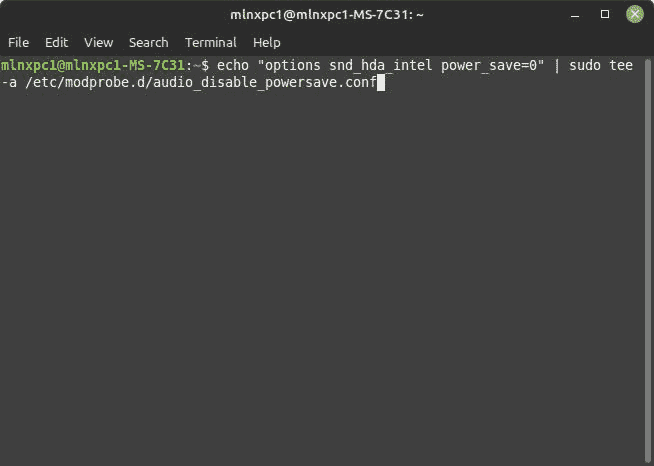 mlnxpc1@mlnxpc1-MS-7C31: ~
File Edit View Search Terminal Help
mlnxpc1@mlnxpc1-MS-7C31:~$ echo "options snd_hda_intel power_save=0" | sudo tee
-a /etc/modprobe.d/audio_disable_powersave.conf